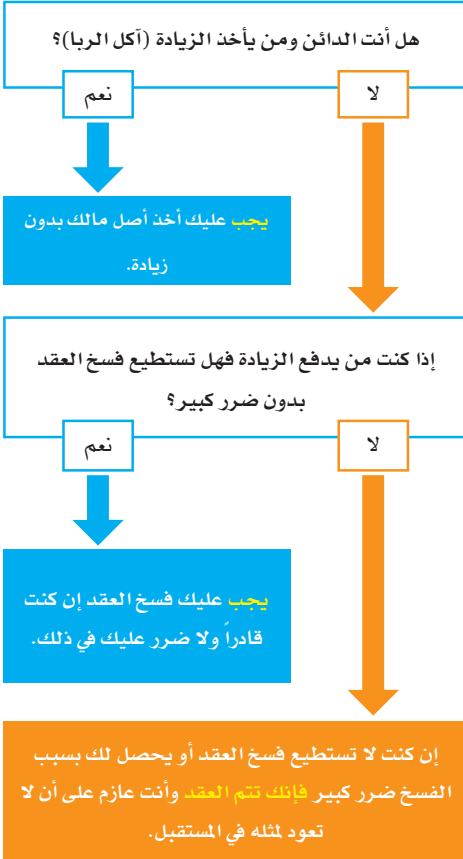 هل أنت الدائن ومن يأخذ الزيادة (آكل الربا)؟
لا
نعم
يجب عليك أخذ أصل مالك بدون
زيادة.
إذا كنت من يدفع الزيادة فهل تستطيع فسخ العقد
بدون ضرر كبير؟
لا
نعم
يجب عليك فسخ العقد إن كنت
قادراً ولا ضرر عليك في ذلك.
إن كنت لا تستطيع فسخ العقد أو يحصل لك بسبب
الفسخ ضرر كبير فإنك تتم العقد وأنت عازم على أن لا
تعود لمثله في المستقبل.